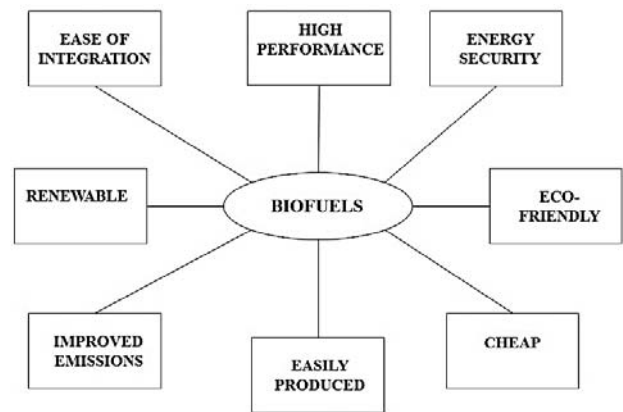 EASE OF
INTEGRATION
HIGH
PERFORMANCE
ENERGY
SECURITY
RENEWABLE
BIOFUELS
ECO-
FRIENDLY
IMPROVED
EMISSIONS
EASILY
PRODUCED
CHEAP